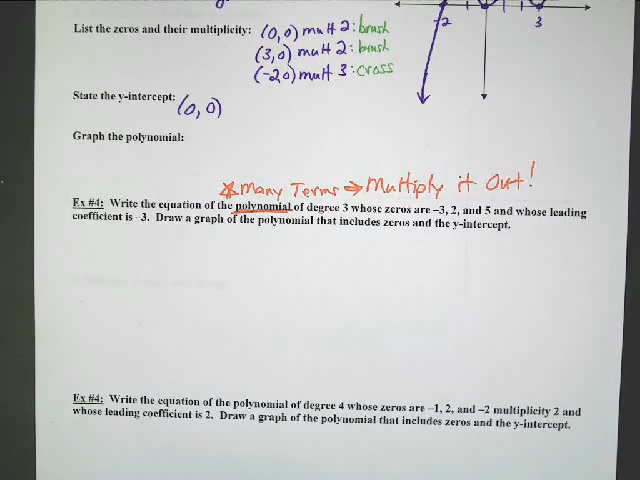 -2 3
List the zeros and their multiplicity: (0,0) mult 2: brush
(3,0) mult 2: brush
(-2,0) mult 3: cross
State the y-intercept: (0,0)
Graph the polynomial:
* Many Terms → Multiply it Out!
Ex #4: Write the equation of the polynomial of degree 3 whose zeros are –3, 2, and 5 and whose leading
coefficient is –3. Draw a graph of the polynomial that includes zeros and the y-intercept.
Ex #4: Write the equation of the polynomial of degree 4 whose zeros are –1, 2, and –2 multiplicity 2 and
whose leading coefficient is 2. Draw a graph of the polynomial that includes zeros and the y-intercept.